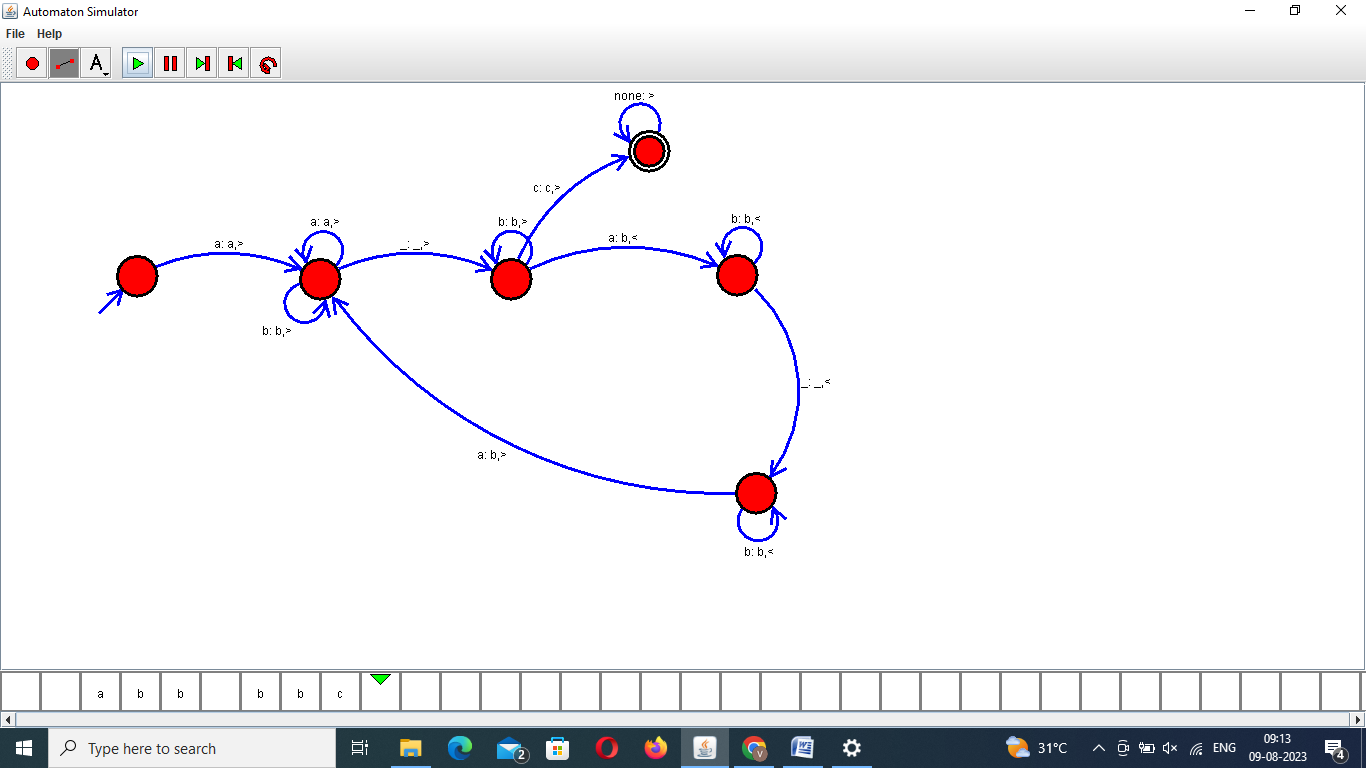 Automaton Simulator
File Help
A
none: >
c: c,>
a: a,>
a: a,>
_: _,>
b: b,>
a: b,<
b: b,<
b: b,>
_: _,<
a: b,>
b: b,<
a b b b b c
Type here to search
2
V
W
31°C
ENG
09:13
09-08-2023
4